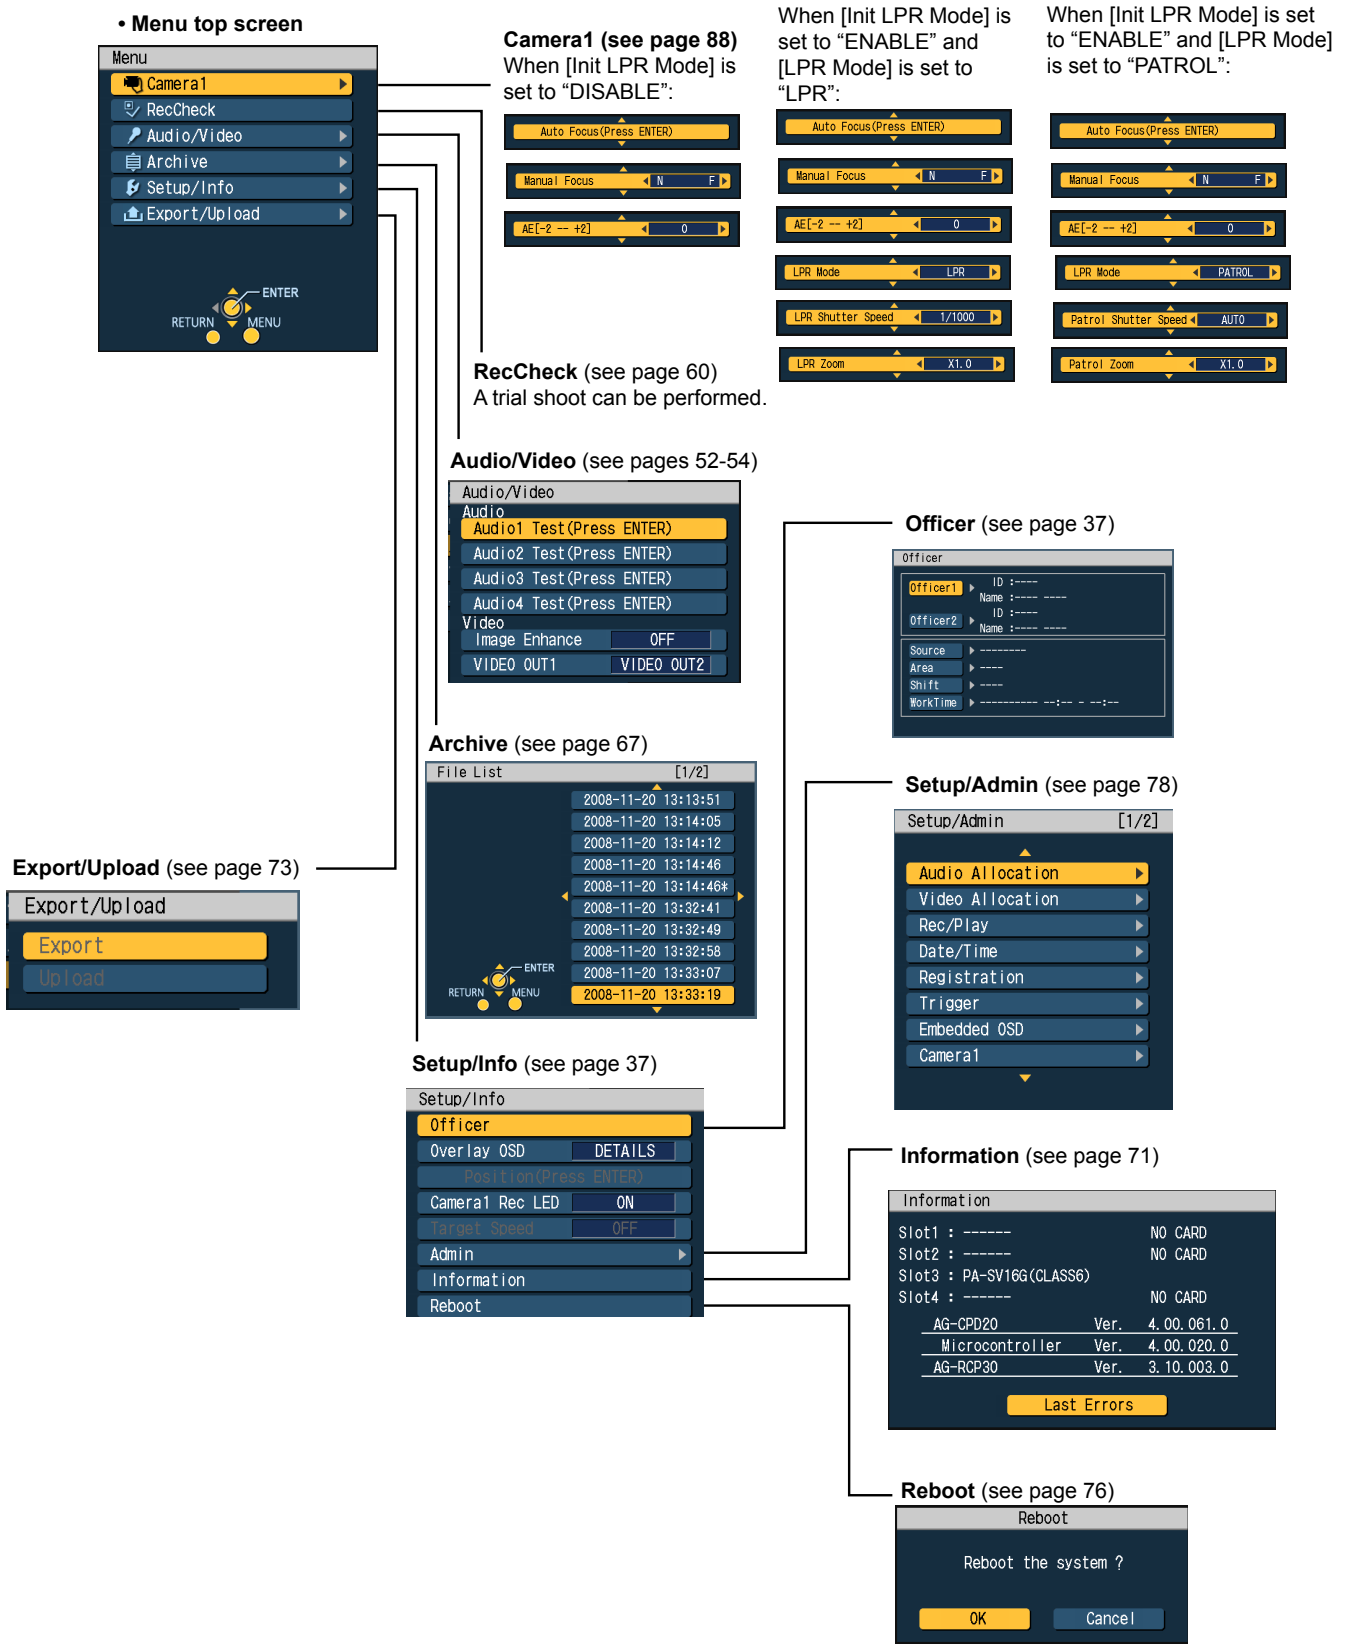 • Menu top screen
Menu
Camera1
RecCheck
Audio/Video
Archive
Setup/Info
Export/Upload
ENTER
RETURN
MENU
Camera1 (see page 88)
When [Init LPR Mode] is
set to “DISABLE”:
Auto Focus(Press ENTER)
Manual Focus N F
AE[-2 -- +2] 0
When [Init LPR Mode] is
set to “ENABLE” and
[LPR Mode] is set to
“LPR”:
Auto Focus(Press ENTER)
Manual Focus N F
AE[-2 -- +2] 0
LPR Mode LPR
LPR Shutter Speed 1/1000
LPR Zoom X1.0
When [Init LPR Mode] is set
to “ENABLE” and [LPR Mode]
is set to “PATROL”:
Auto Focus(Press ENTER)
Manual Focus N F
AE[-2 -- +2] 0
LPR Mode PATROL
Patrol Shutter Speed AUTO
Patrol Zoom X1.0
RecCheck (see page 60)
A trial shoot can be performed.
Audio/Video (see pages 52-54)
Audio/Video
Audio
Audio1 Test(Press ENTER)
Audio2 Test(Press ENTER)
Audio3 Test(Press ENTER)
Audio4 Test(Press ENTER)
Video
Image Enhance OFF
VIDEO OUT1 VIDEO OUT2
Officer (see page 37)
Officer
Officer1 ID :----
Name :---- ----
Officer2 ID :----
Name :---- ----
Source --------
Area ----
Shift ----
WorkTime ---------- --:-- - --:--
Archive (see page 67)
File List [1/2]
2008-11-20 13:13:51
2008-11-20 13:14:05
2008-11-20 13:14:12
2008-11-20 13:14:46
2008-11-20 13:14:46*
2008-11-20 13:32:41
2008-11-20 13:32:49
2008-11-20 13:32:58
2008-11-20 13:33:07
2008-11-20 13:33:19
ENTER
RETURN
MENU
Setup/Admin (see page 78)
Setup/Admin [1/2]
Audio Allocation
Video Allocation
Rec/Play
Date/Time
Registration
Trigger
Embedded OSD
Camera1
Export/Upload (see page 73)
Export/Upload
Export
Upload
Setup/Info (see page 37)
Setup/Info
Officer
Overlay OSD DETAILS
Position(Press ENTER)
Camera1 Rec LED ON
Target Speed OFF
Admin
Information
Reboot
Information (see page 71)
Information
Slot1 : ------ NO CARD
Slot2 : ------ NO CARD
Slot3 : PA-SV16G(CLASS6)
Slot4 : ------ NO CARD
AG-CPD20 Ver. 4.00.061.0
Microcontroller Ver. 4.00.020.0
AG-RCP30 Ver. 3.10.003.0
Last Errors
Reboot (see page 76)
Reboot
Reboot the system ?
OK
Cancel